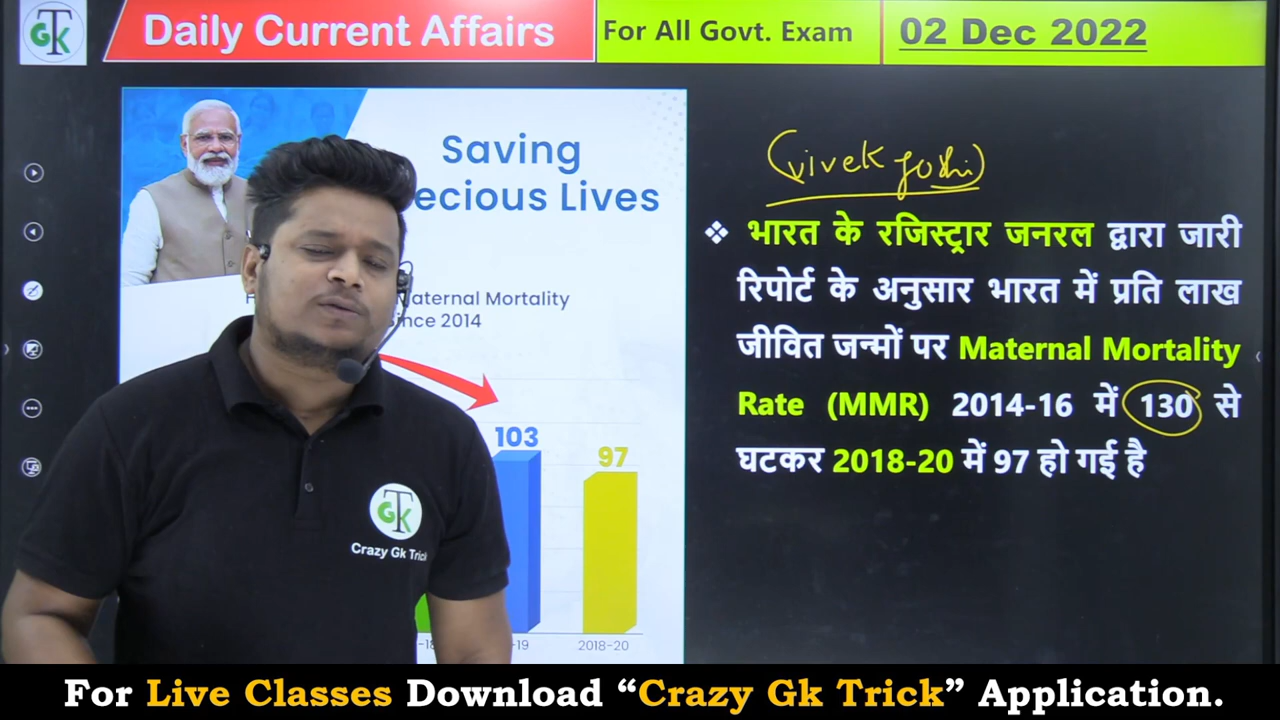 GTK
Daily Current Affairs
For All Govt. Exam
02 Dec 2022
Saving
ecious Lives
aternal Mortality
ince 2014
103
97
-19
2018-20
(vivek Joshi)
❖ भारत के रजिस्ट्रार जनरल द्वारा जारी
रिपोर्ट के अनुसार भारत में प्रति लाख
जीवित जन्मों पर Maternal Mortality
Rate (MMR) 2014-16 में 130 से
घटकर 2018-20 में 97 हो गई है
GTK
Crazy Gk Trick
For Live Classes Download “Crazy Gk Trick” Application.